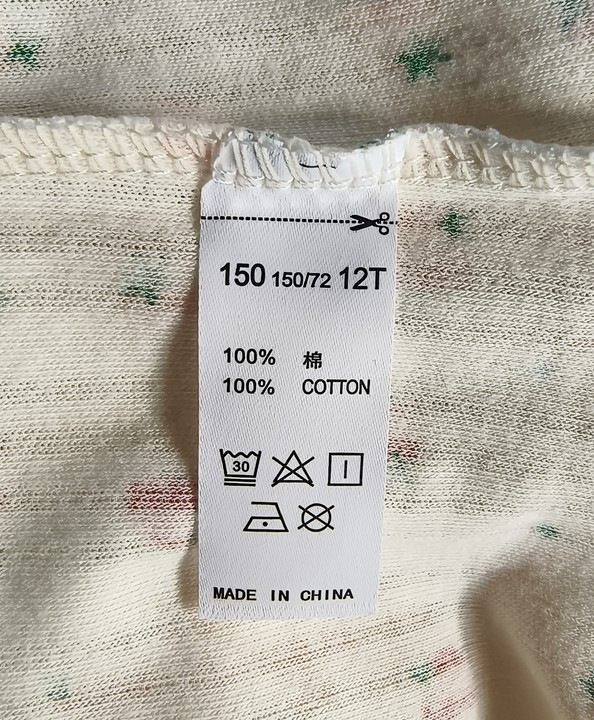 150 150/72 12T
100% 棉
100% COTTON
30
MADE IN CHINA